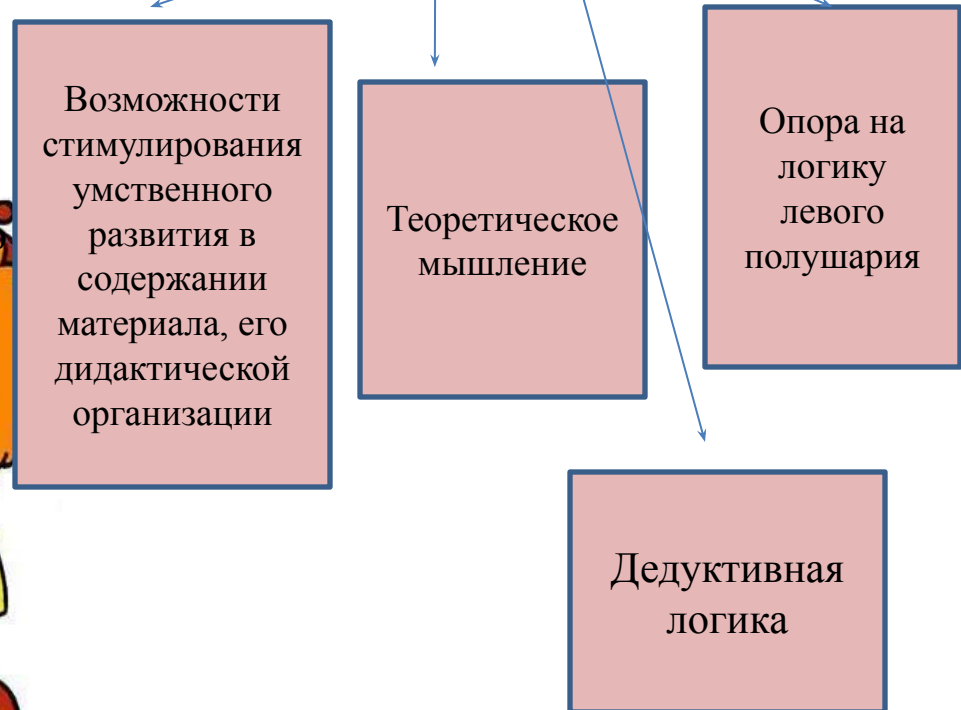 Возможности
стимулирования
умственного
развития в
содержании
материала, его
дидактической
организации
Теоретическое
мышление
Опора на
логику
левого
полушария
Дедуктивная
логика